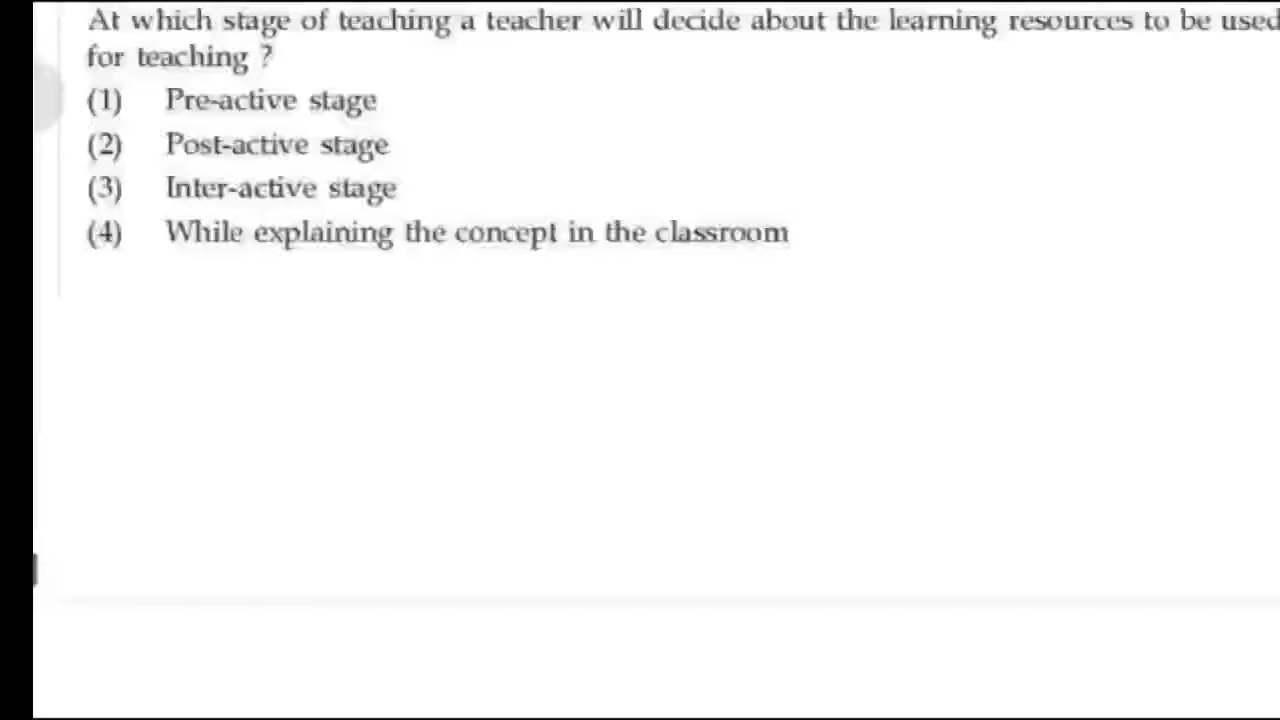 At which stage of teaching a teacher will decide about the learning resources to be used
for teaching ?
(1) Pre-active stage
(2) Post-active stage
(3) Inter-active stage
(4) While explaining the concept in the classroom